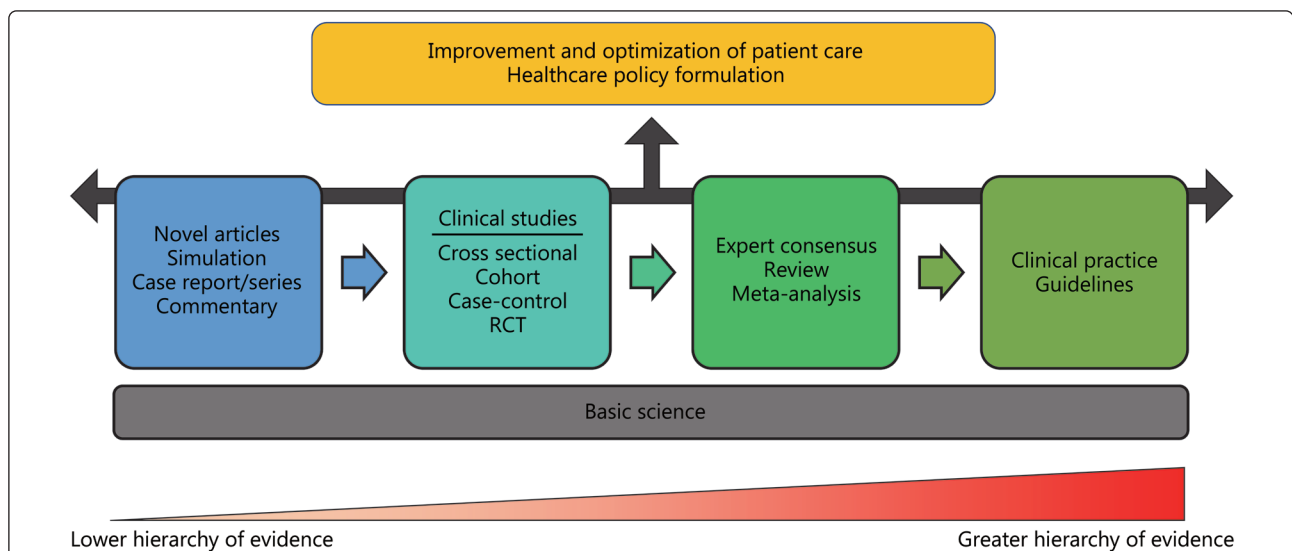 Improvement and optimization of patient care
Healthcare policy formulation
Novel articles
Simulation
Case report/series
Commentary
Clinical studies
Cross sectional
Cohort
Case-control
RCT
Expert consensus
Review
Meta-analysis
Clinical practice
Guidelines
Basic science
Lower hierarchy of evidence
Greater hierarchy of evidence